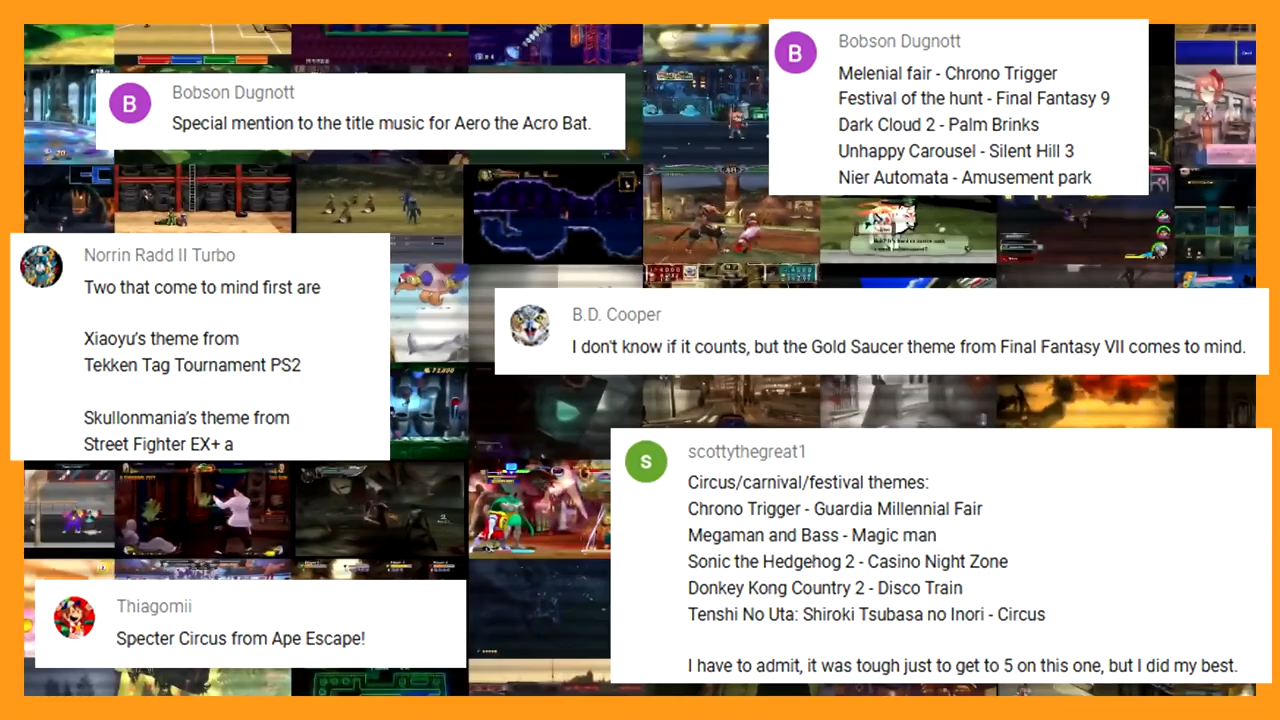 Bobson Dugnott
Special mention to the title music for Aero the Acro Bat.
Bobson Dugnott
Melenial fair - Chrono Trigger
Festival of the hunt - Final Fantasy 9
Dark Cloud 2 - Palm Brinks
Unhappy Carousel - Silent Hill 3
Nier Automata - Amusement park
Norrin Radd II Turbo
Two that come to mind first are
Xiaoyu's theme from
Tekken Tag Tournament PS2
Skullonmania's theme from
Street Fighter EX+ a
B.D. Cooper
I don't know if it counts, but the Gold Saucer theme from Final Fantasy VII comes to mind.
scottythegreat1
Circus/carnival/festival themes:
Chrono Trigger - Guardia Millennial Fair
Megaman and Bass - Magic man
Sonic the Hedgehog 2 - Casino Night Zone
Donkey Kong Country 2 - Disco Train
Tenshi No Uta: Shiroki Tsubasa no Inori - Circus
I have to admit, it was tough just to get to 5 on this one, but I did my best.
Thiagomii
Specter Circus from Ape Escape!